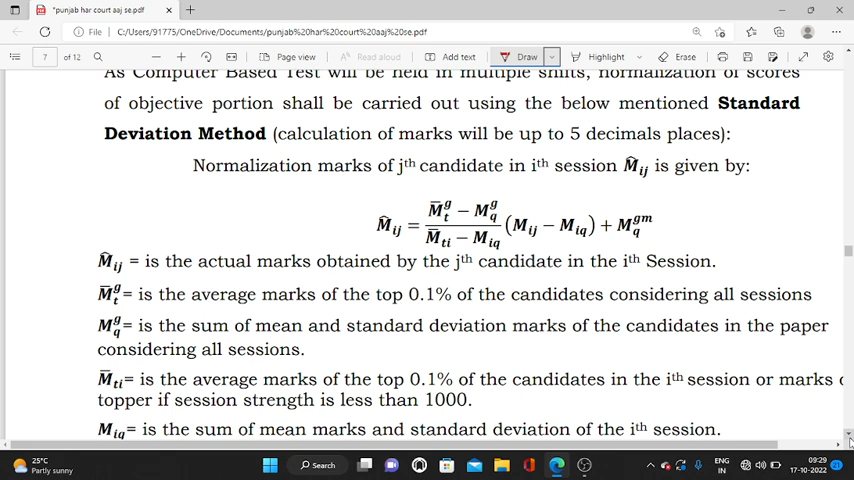 *punjab har court aaj se.pdf
File C:/Users/91775/OneDrive/Documents/punjab%20har%20court%20aaj%20se.pdf
7 of 12 Page view Read aloud Add text Draw Highlight Erase
As Computer Based Test will be held in multiple shifts, normalization of scores
of objective portion shall be carried out using the below mentioned Standard
Deviation Method (calculation of marks will be up to 5 decimals places):
Normalization marks of jth candidate in ith session M̂ij is given by:
M̂ij = (M̄tg − Mqg) / (M̄ti − Miq) (Mij − Miq) + Mqgm
M̂ij = is the actual marks obtained by the jth candidate in the ith Session.
M̄tg= is the average marks of the top 0.1% of the candidates considering all sessions
Mqg= is the sum of mean and standard deviation marks of the candidates in the paper
considering all sessions.
M̄ti= is the average marks of the top 0.1% of the candidates in the ith session or marks
topper if session strength is less than 1000.
Miq= is the sum of mean marks and standard deviation of the ith session.
25°C
Partly sunny
Search
ENG
IN
09:29
17-10-2022
21